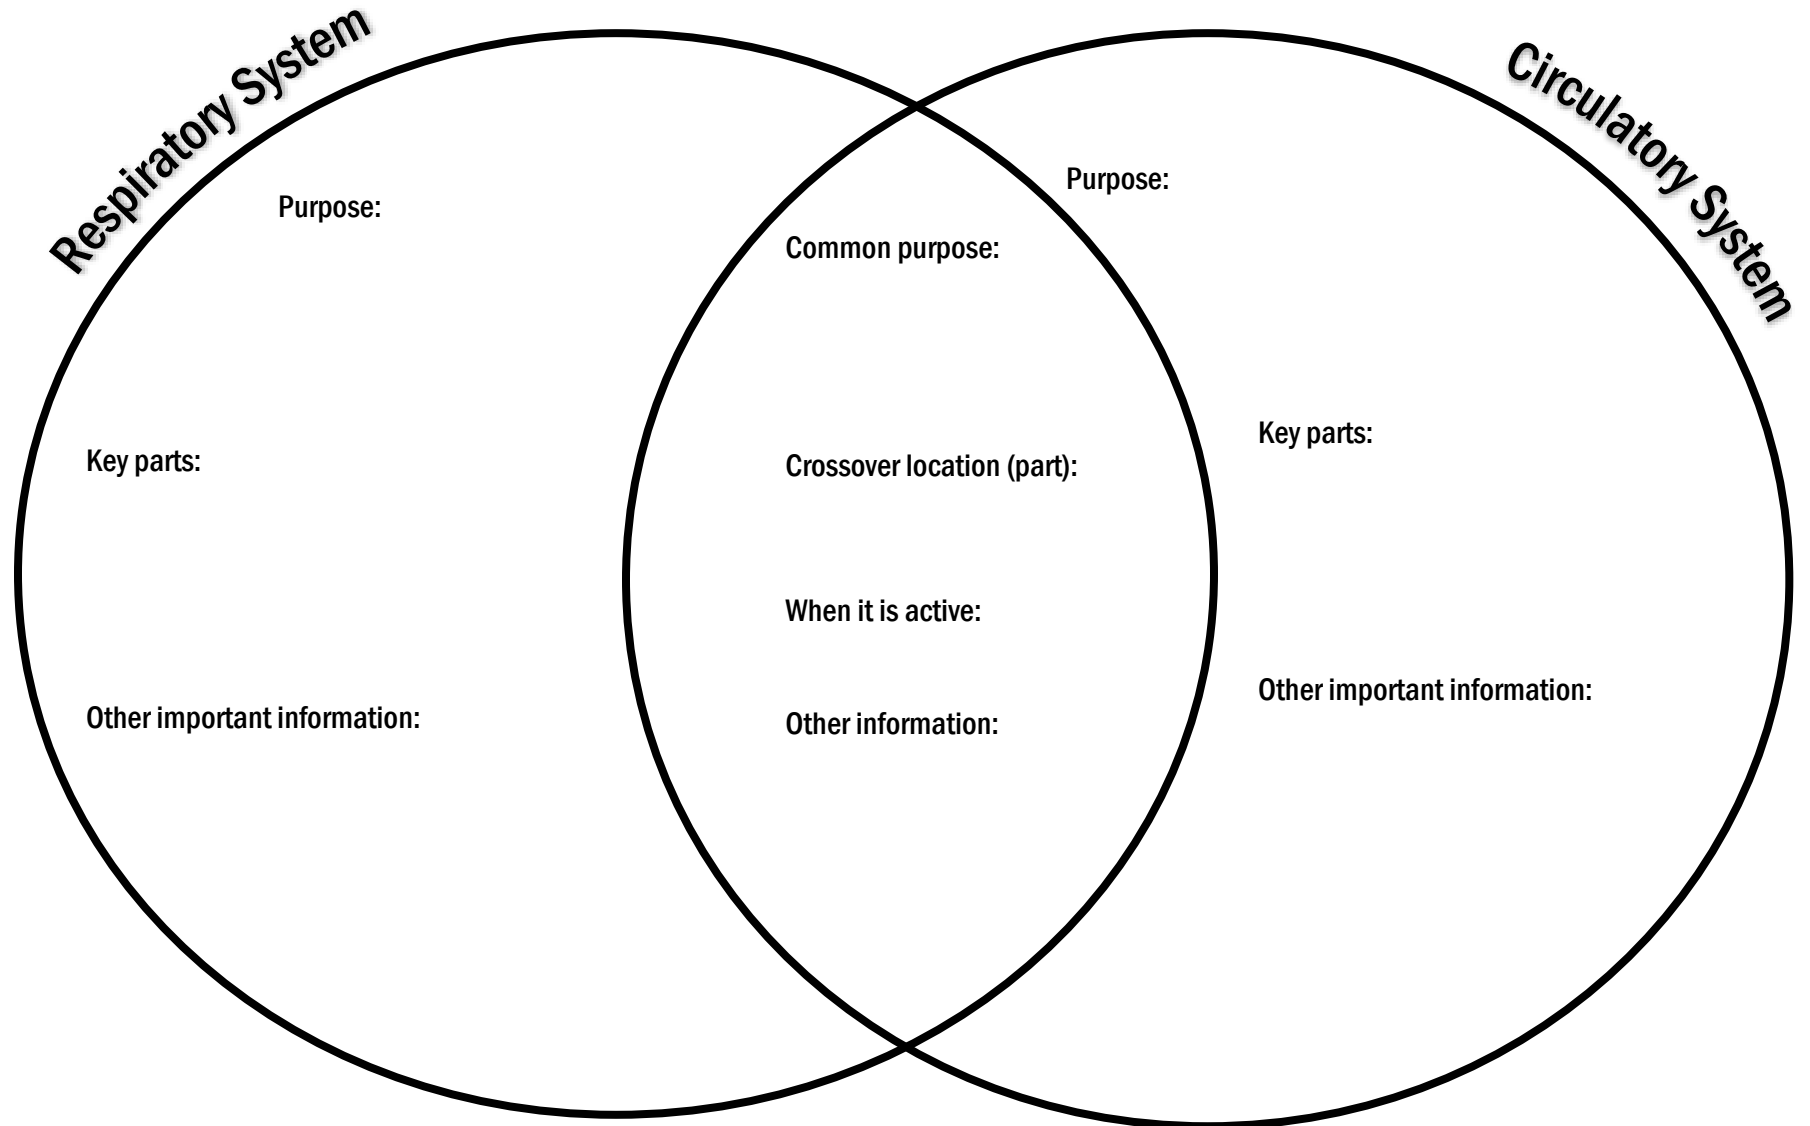 Respiratory System
Purpose:
Key parts:
Other important information:
Common purpose:
Crossover location (part):
When it is active:
Other information:
Circulatory System
Purpose:
Key parts:
Other important information: